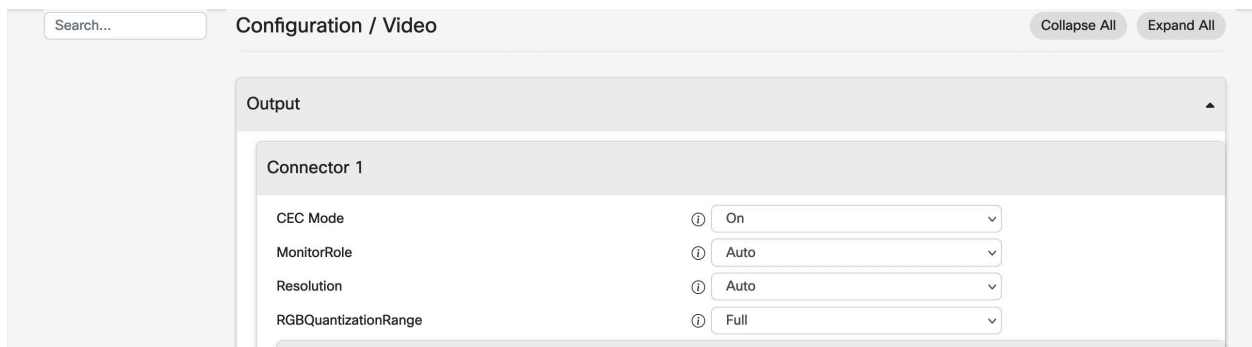 Search...
Configuration / Video
Collapse All
Expand All
Output
Connector 1
CEC Mode
On
MonitorRole
Auto
Resolution
Auto
RGBQuantizationRange
Full